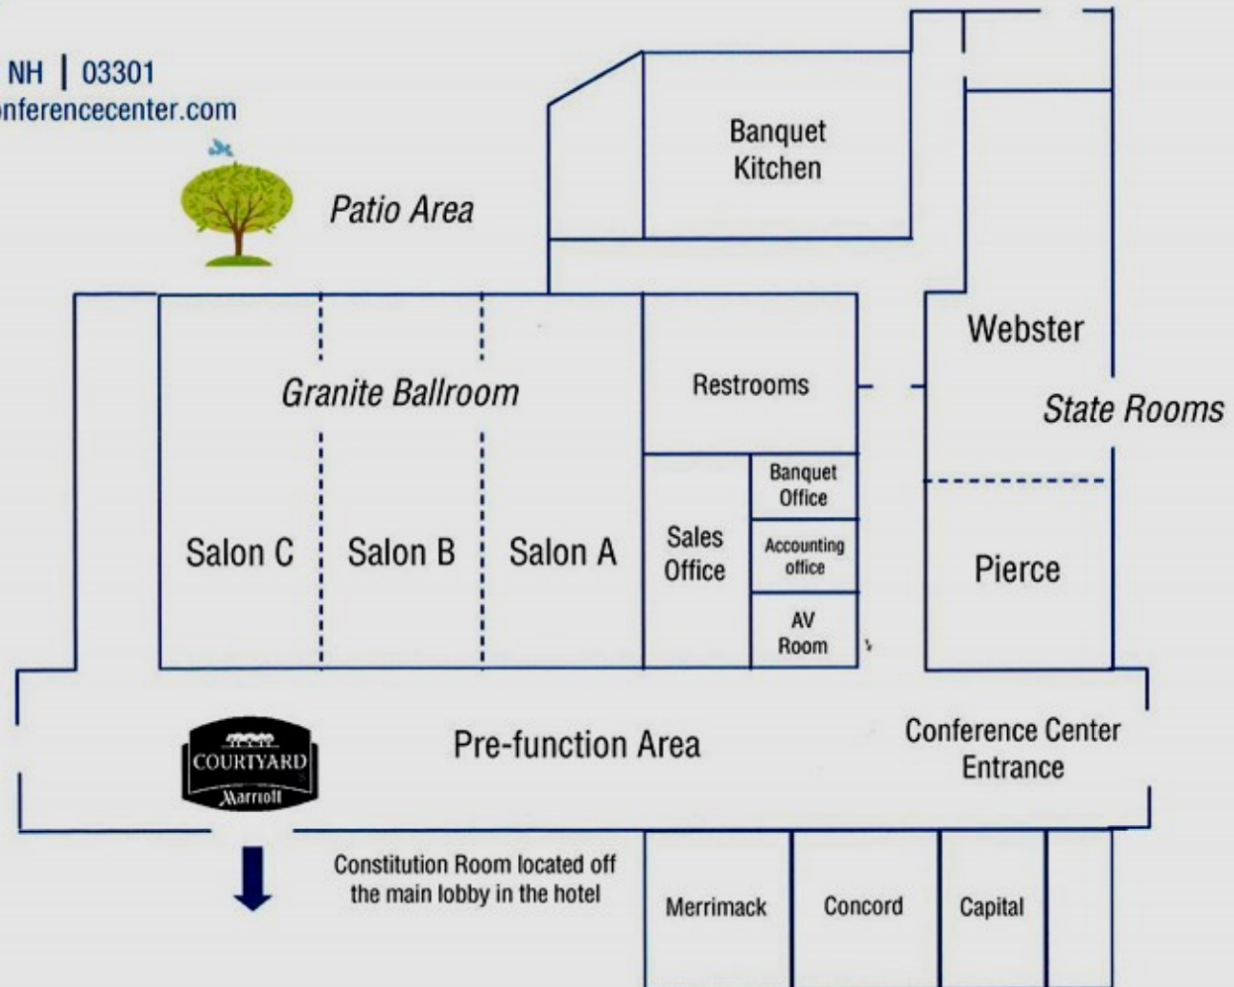 NH | 03301
onferencecenter.com
Banquet
Kitchen
Patio Area
Webster
Granite Ballroom
Restrooms
State Rooms
Banquet
Office
Salon C
Salon B
Salon A
Sales
Office
Accounting
office
Pierce
AV
Room
COURTYARD
Marriott
Pre-function Area
Conference Center
Entrance
Constitution Room located off
the main lobby in the hotel
Merrimack
Concord
Capital